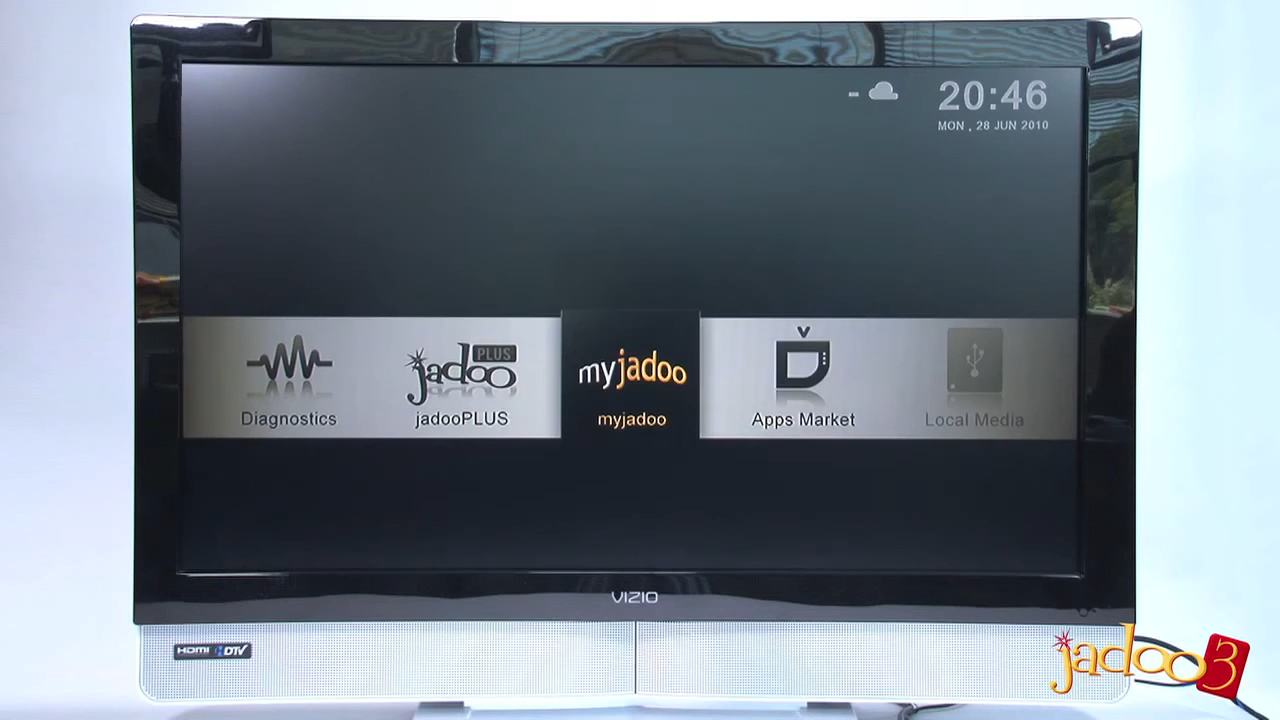 20:46
MON , 28 JUN 2010
jadoo PLUS
myjadoo
Diagnostics
jadooPLUS
myjadoo
Apps Market
Local Media
VIZIO
HDMI HDTV
jadoo3